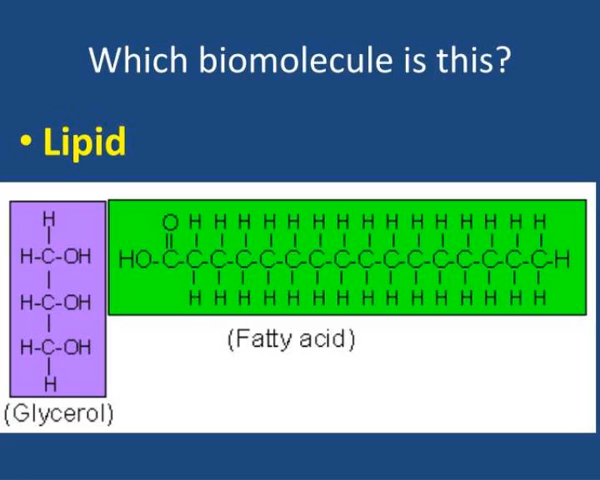 Which biomolecule is this?
• Lipid
H
H-C-OH
H-C-OH
H-C-OH
H
(Glycerol)
O H H H H H H H H H H H H H H H
HO-C-C-C-C-C-C-C-C-C-C-C-C-C-C-C-C-H
H H H H H H H H H H H H H H H
(Fatty acid)